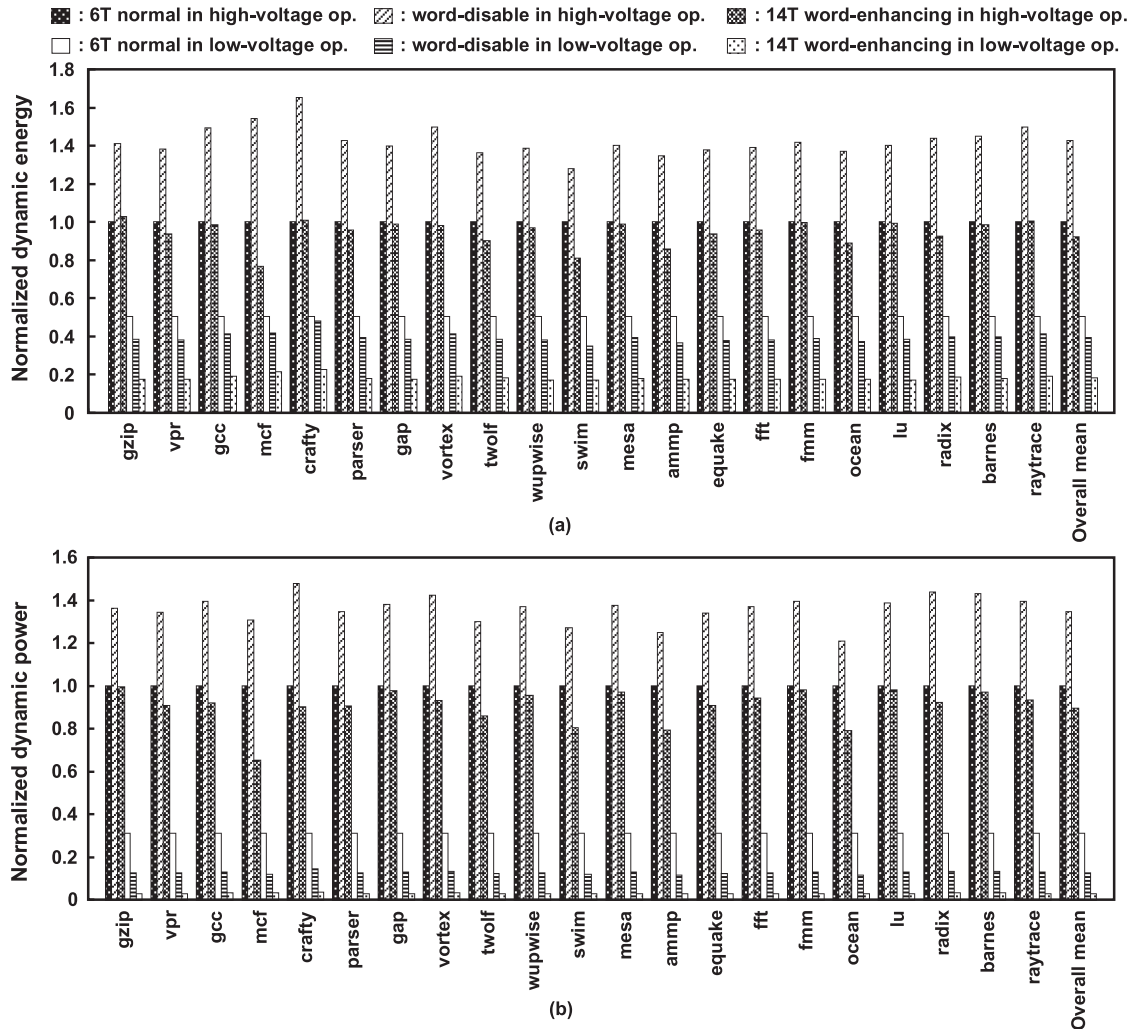 : 6T normal in high-voltage op. : word-disable in high-voltage op. : 14T word-enhancing in high-voltage op.
: 6T normal in low-voltage op. : word-disable in low-voltage op. : 14T word-enhancing in low-voltage op.
Normalized dynamic energy
1.8
1.6
1.4
1.2
1.0
0.8
0.6
0.4
0.2
0
gzip
vpr
gcc
mcf
crafty
parser
gap
vortex
twolf
wupwise
swim
mesa
ammp
equake
fft
fmm
ocean
lu
radix
barnes
raytrace
Overall mean
(a)
Normalized dynamic power
1.6
1.4
1.2
1.0
0.8
0.6
0.4
0.2
0
gzip
vpr
gcc
mcf
crafty
parser
gap
vortex
twolf
wupwise
swim
mesa
ammp
equake
fft
fmm
ocean
lu
radix
barnes
raytrace
Overall mean
(b)